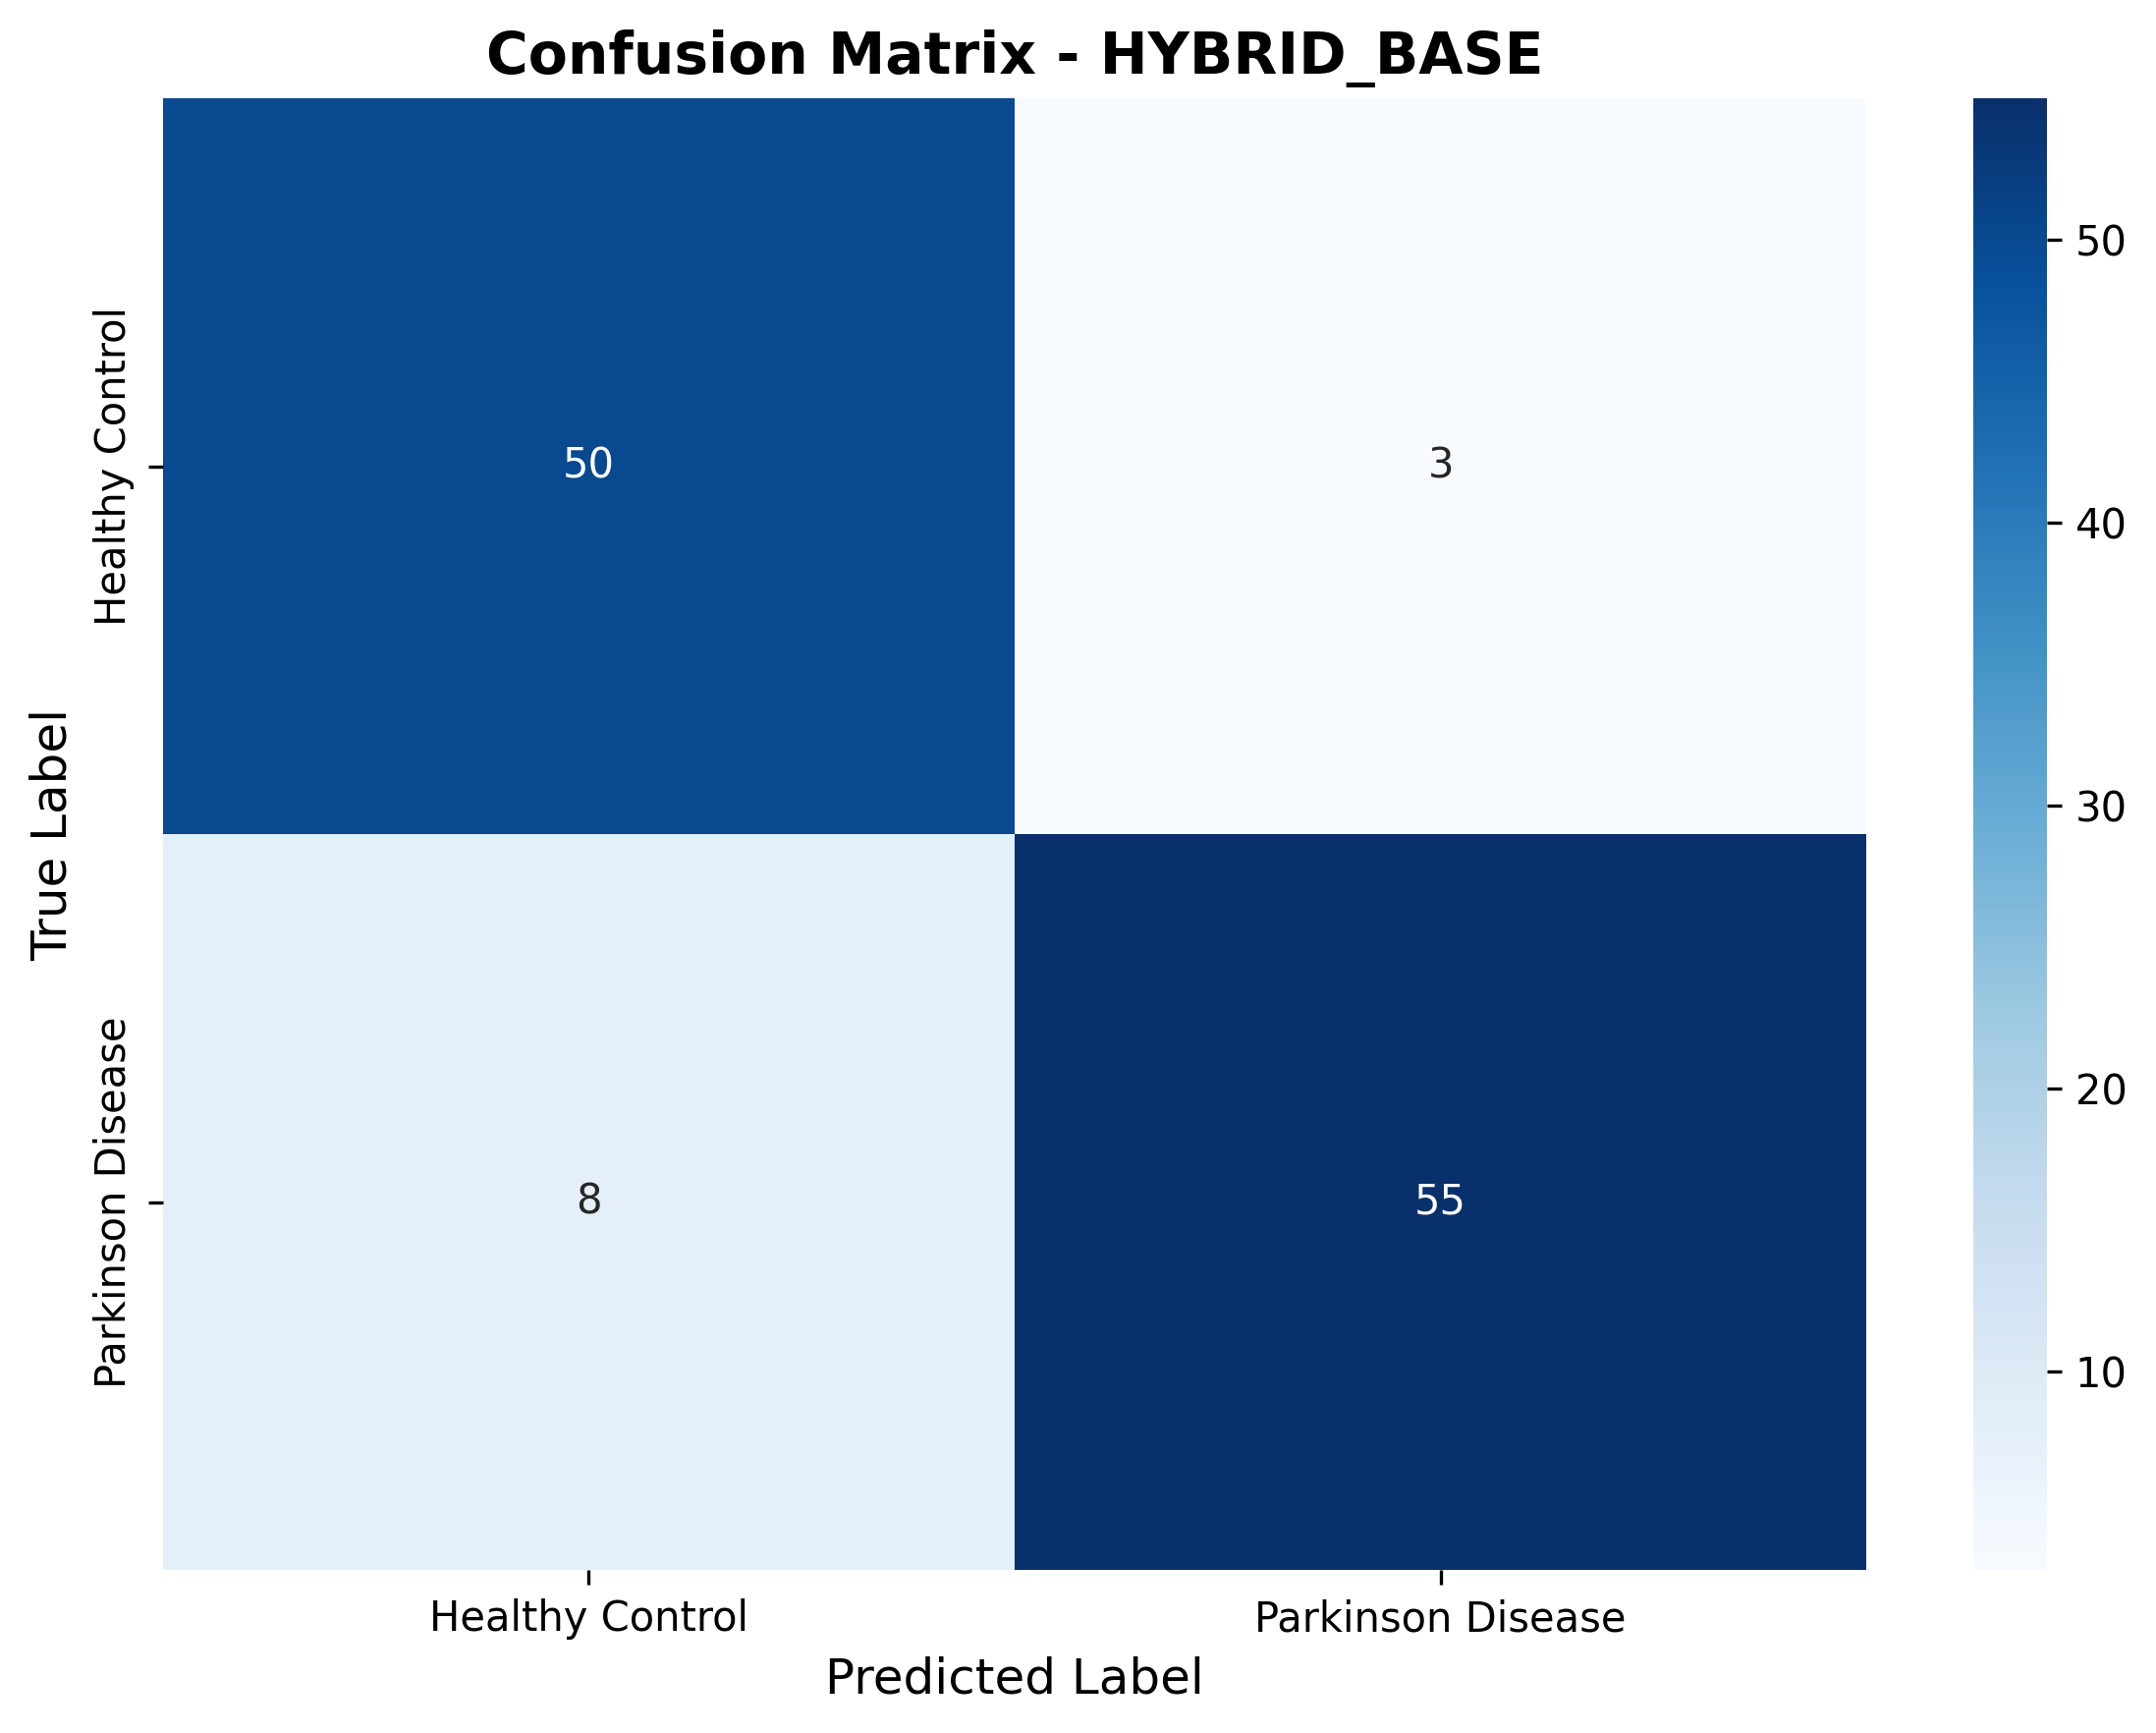 Confusion Matrix - HYBRID_BASE
True Label
Healthy Control
Parkinson Disease
50
3
8
55
Healthy Control
Parkinson Disease
Predicted Label
50
40
30
20
10